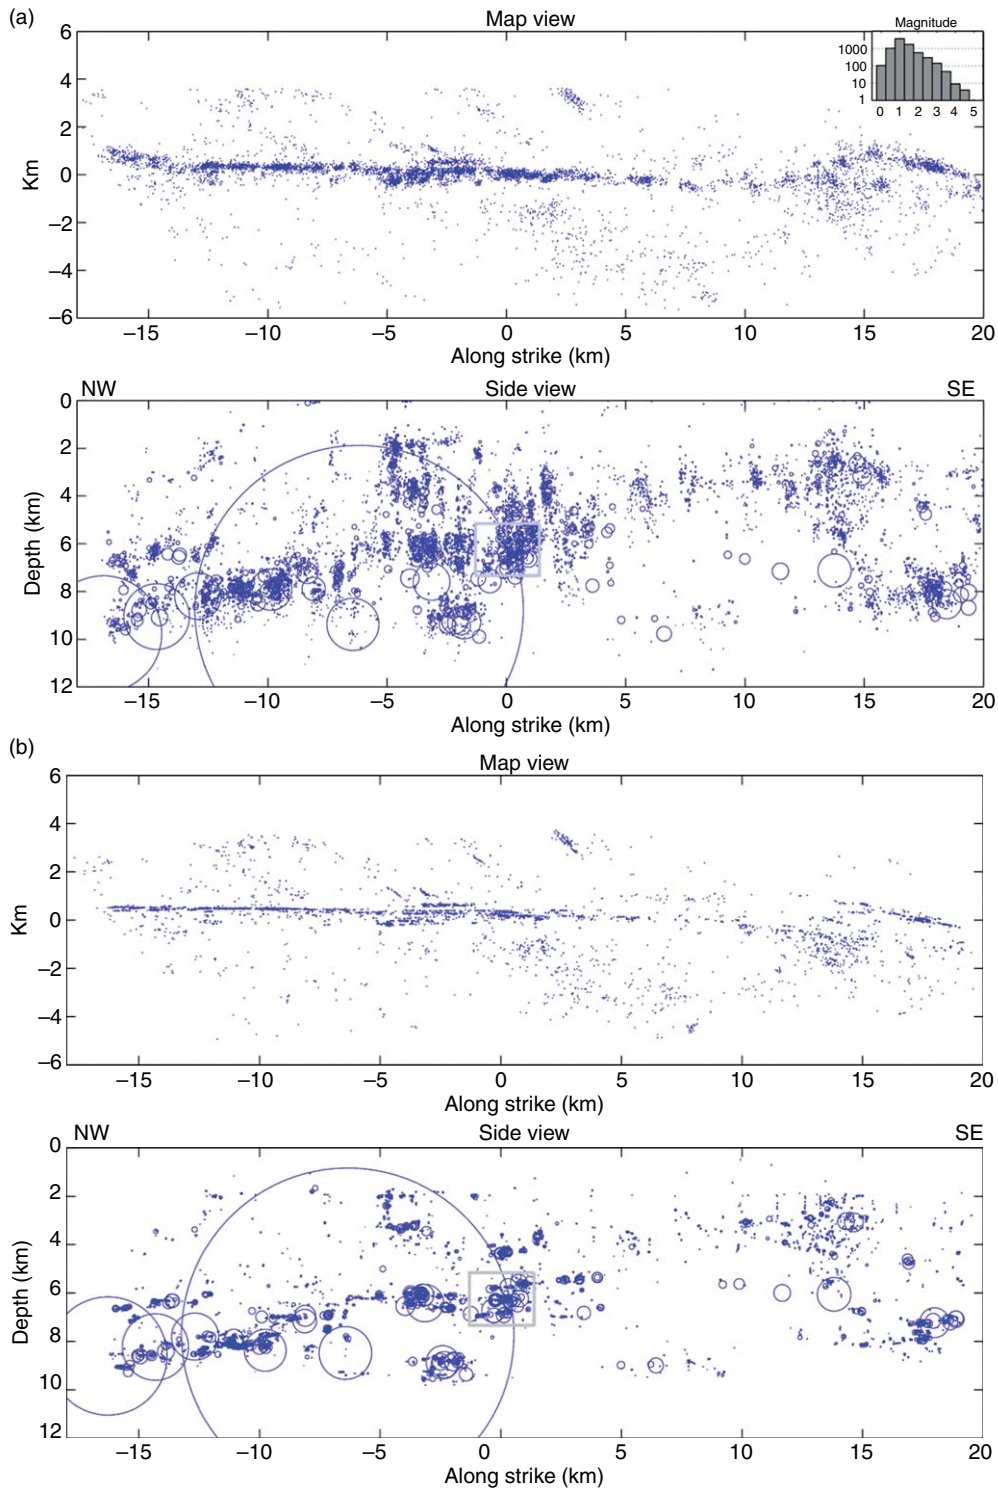 (a)
Map view
Magnitude
1000
100
10
1
0 1 2 3 4 5
6
4
2
0
−2
−4
−6
Km
−15 −10 −5 0 5 10 15 20
Along strike (km)
NW Side view SE
0
2
4
6
8
10
12
Depth (km)
−15 −10 −5 0 5 10 15 20
Along strike (km)
(b)
Map view
6
4
2
0
−2
−4
−6
Km
−15 −10 −5 0 5 10 15 20
Along strike (km)
NW Side view SE
0
2
4
6
8
10
12
Depth (km)
−15 −10 −5 0 5 10 15 20
Along strike (km)